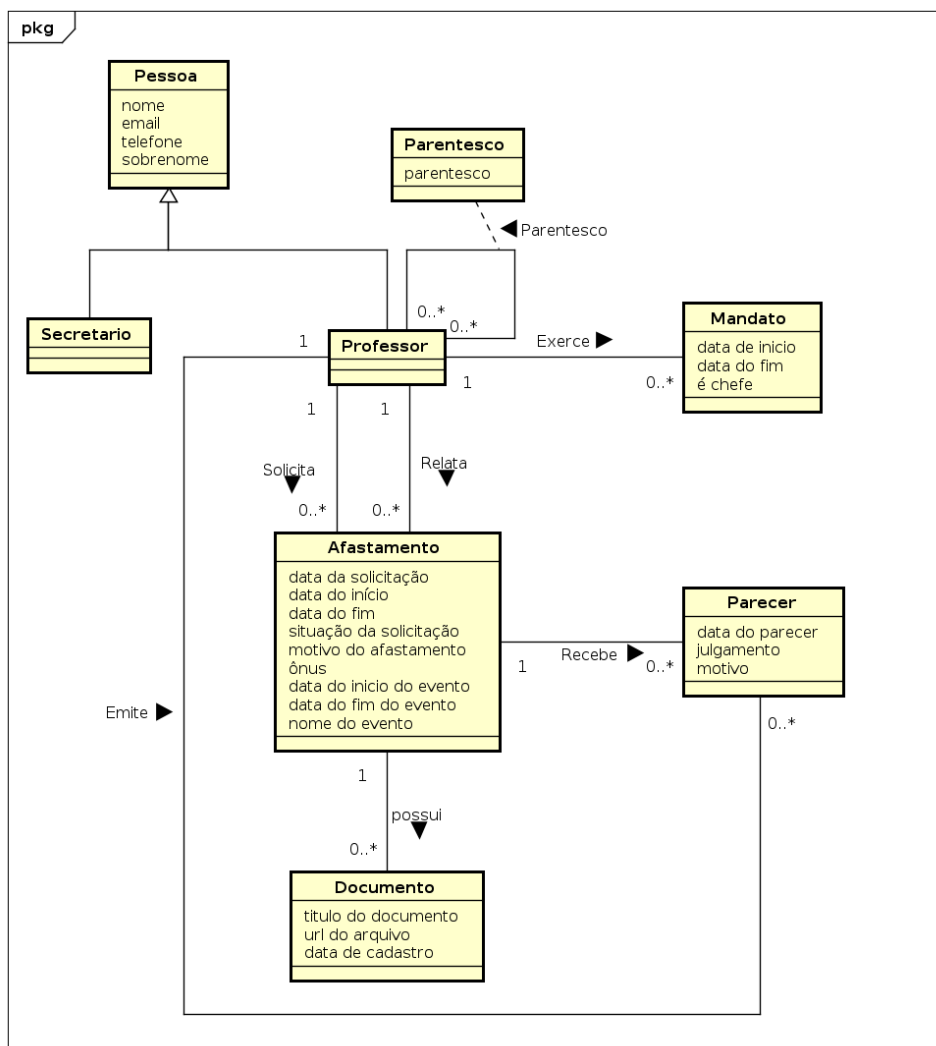 pkg
Pessoa
nome
email
telefone
sobrenome
Parentesco
parentesco
Parentesco
Secretario
Professor
0..*
0..*
1
Exerce
1
0..*
Mandato
data de inicio
data do fim
é chefe
1
1
Solicita
Relata
0..*
0..*
Afastamento
data da solicitação
data do início
data do fim
situação da solicitação
motivo do afastamento
ônus
data do inicio do evento
data do fim do evento
nome do evento
1
Recebe
0..*
Parecer
data do parecer
julgamento
motivo
0..*
Emite
1
possui
0..*
Documento
titulo do documento
url do arquivo
data de cadastro